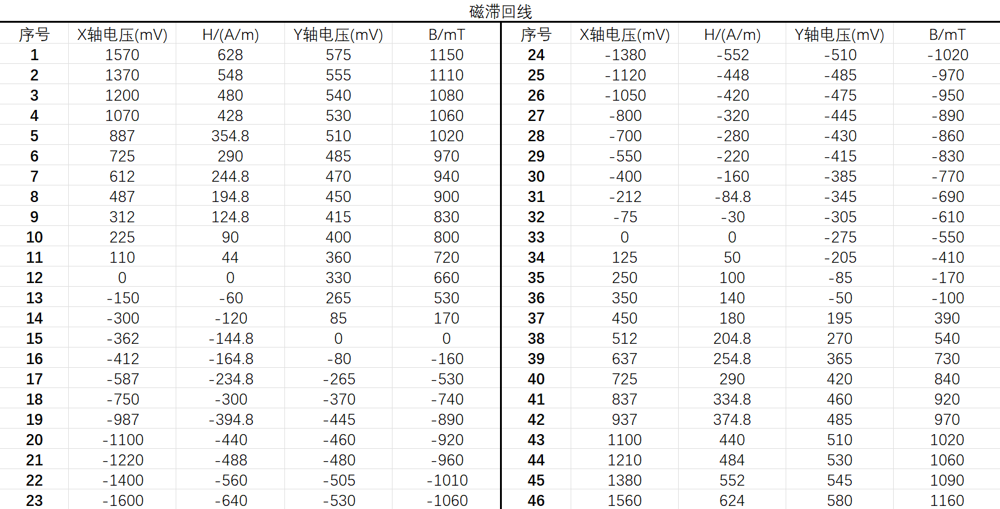 磁滞回线
序号 X轴电压(mV) H/(A/m) Y轴电压(mV) B/mT 序号 X轴电压(mV) H/(A/m) Y轴电压(mV) B/mT
1 1570 628 575 1150 24 -1380 -552 -510 -1020
2 1370 548 555 1110 25 -1120 -448 -485 -970
3 1200 480 540 1080 26 -1050 -420 -475 -950
4 1070 428 530 1060 27 -800 -320 -445 -890
5 887 354.8 510 1020 28 -700 -280 -430 -860
6 725 290 485 970 29 -550 -220 -415 -830
7 612 244.8 470 940 30 -400 -160 -385 -770
8 487 194.8 450 900 31 -212 -84.8 -345 -690
9 312 124.8 415 830 32 -75 -30 -305 -610
10 225 90 400 800 33 0 0 -275 -550
11 110 44 360 720 34 125 50 -205 -410
12 0 0 330 660 35 250 100 -85 -170
13 -150 -60 265 530 36 350 140 -50 -100
14 -300 -120 85 170 37 450 180 195 390
15 -362 -144.8 0 0 38 512 204.8 270 540
16 -412 -164.8 -80 -160 39 637 254.8 365 730
17 -587 -234.8 -265 -530 40 725 290 420 840
18 -750 -300 -370 -740 41 837 334.8 460 920
19 -987 -394.8 -445 -890 42 937 374.8 485 970
20 -1100 -440 -460 -920 43 1100 440 510 1020
21 -1220 -488 -480 -960 44 1210 484 530 1060
22 -1400 -560 -505 -1010 45 1380 552 545 1090
23 -1600 -640 -530 -1060 46 1560 624 580 1160